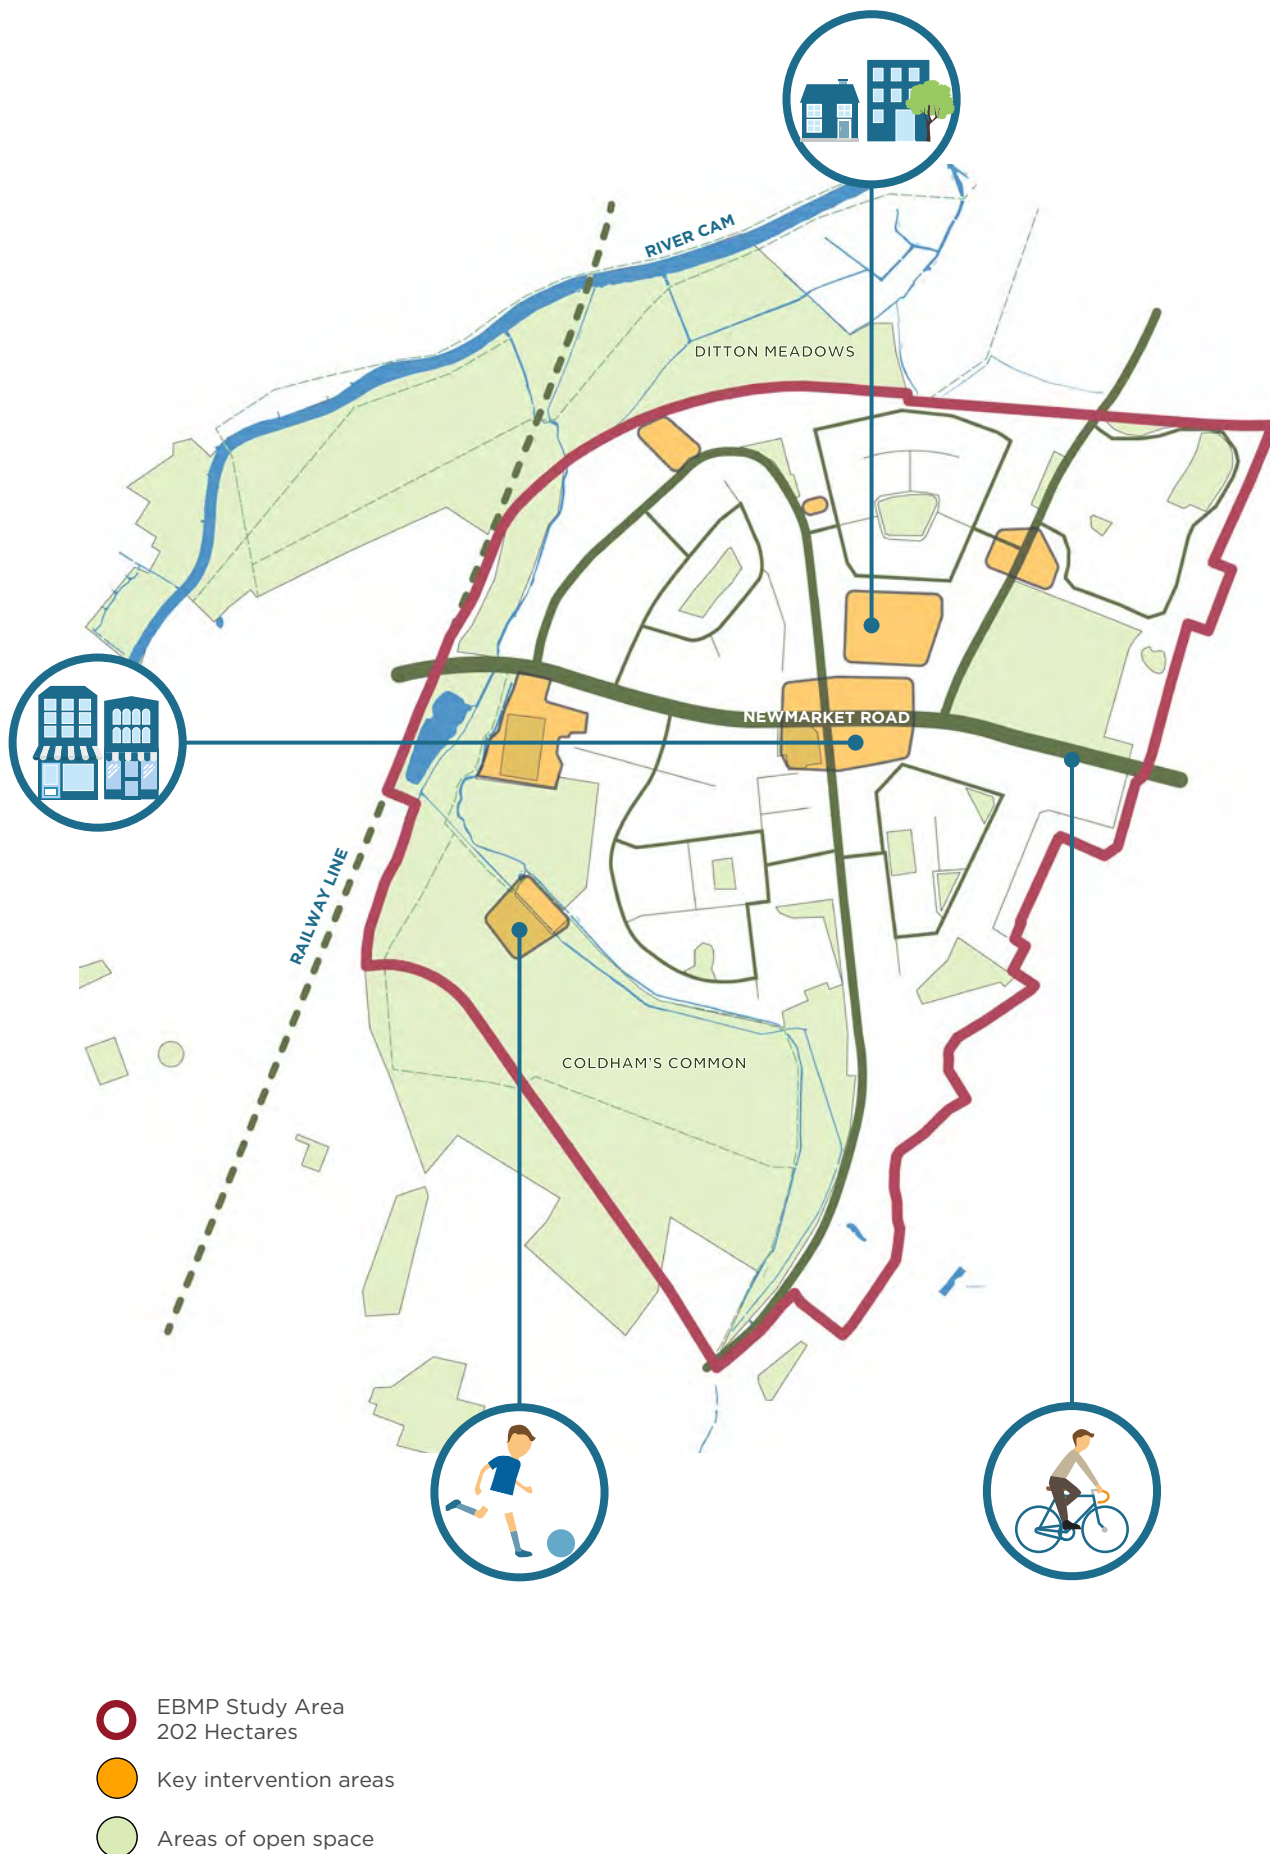 RIVER CAM
DITTON MEADOWS
NEWMARKET ROAD
RAILWAY LINE
COLDHAM'S COMMON
EBMP Study Area
202 Hectares
Key intervention areas
Areas of open space